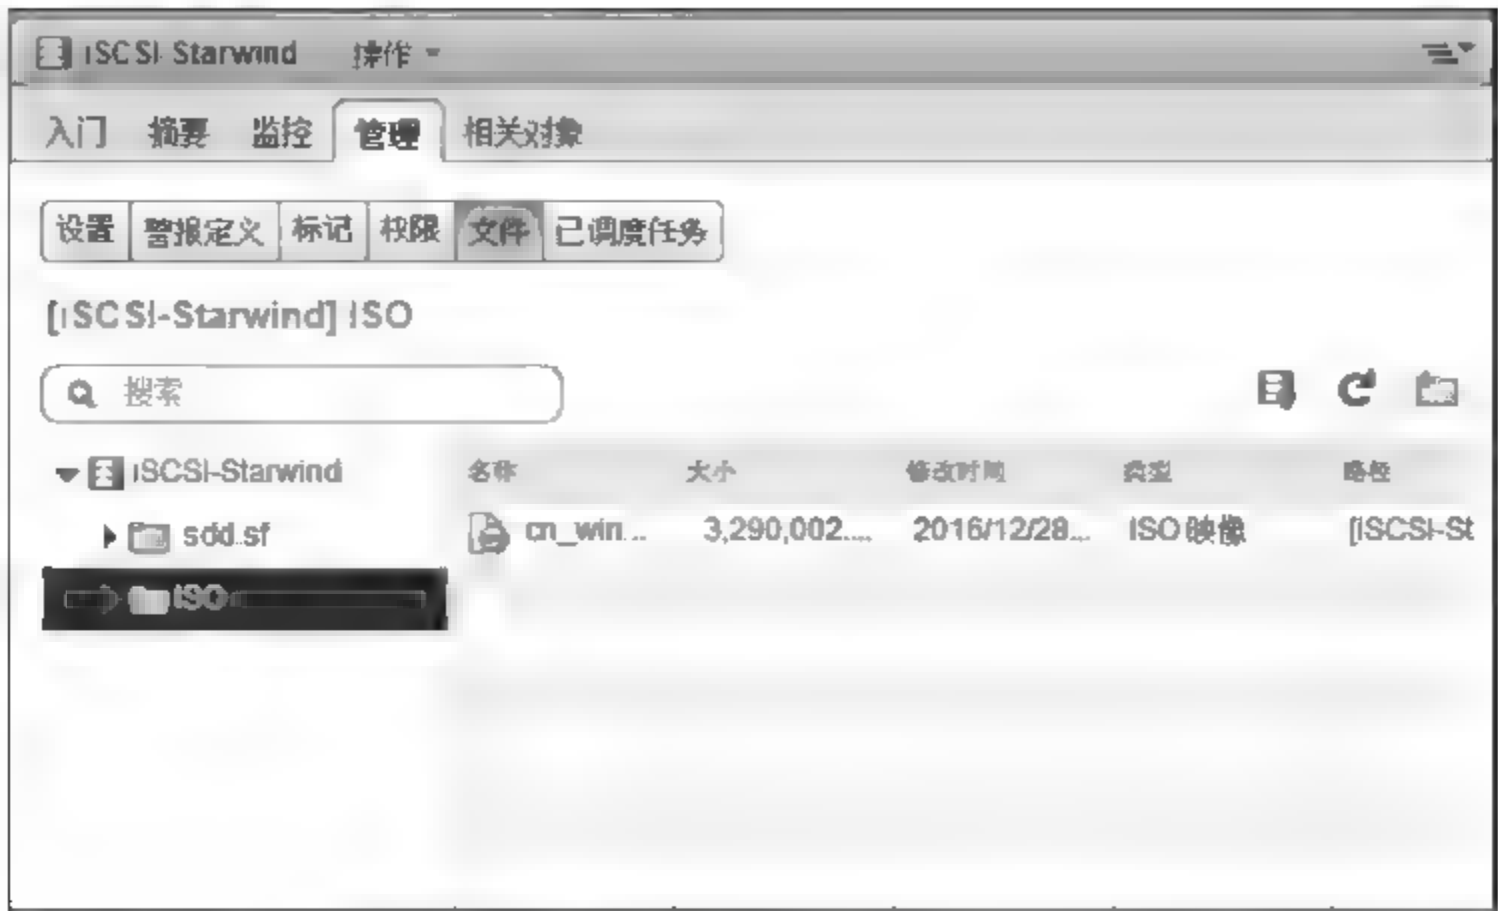 iSCSI-Starwind 操作
入门 摘要 监控 管理 相关对象
设置 警报定义 标记 权限 文件 已调度任务
[iSCSI-Starwind] ISO
搜索
iSCSI-Starwind 名称 大小 修改时间 类型 路径
sdd.sf cn_win... 3,290,002.... 2016/12/28... ISO 映像 [iSCSI-St
ISO